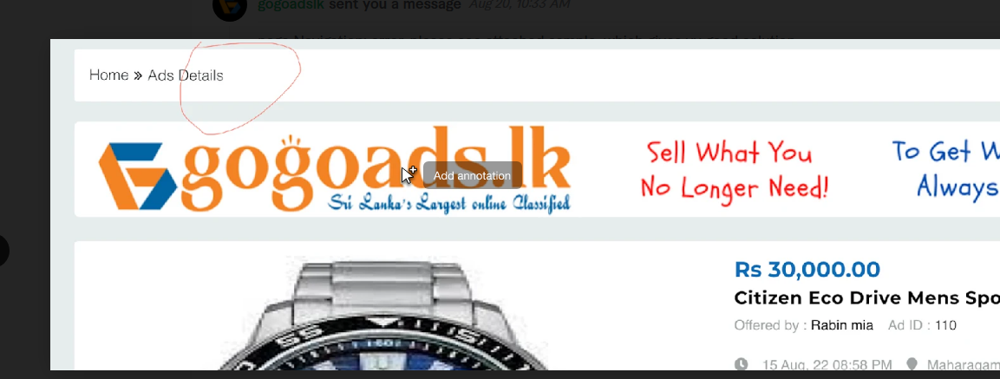 gogoadslk sent you a message Aug 20, 10:33 AM
Home » Ads Details
gogoads.lk
Sri Lanka's Largest online Classified
Add annotation
Sell What You
No Longer Need!
To Get W
Always
Rs 30,000.00
Citizen Eco Drive Mens Spo
Offered by : Rabin mia Ad ID : 110
15 Aug, 22 08:58 PM Maharagam